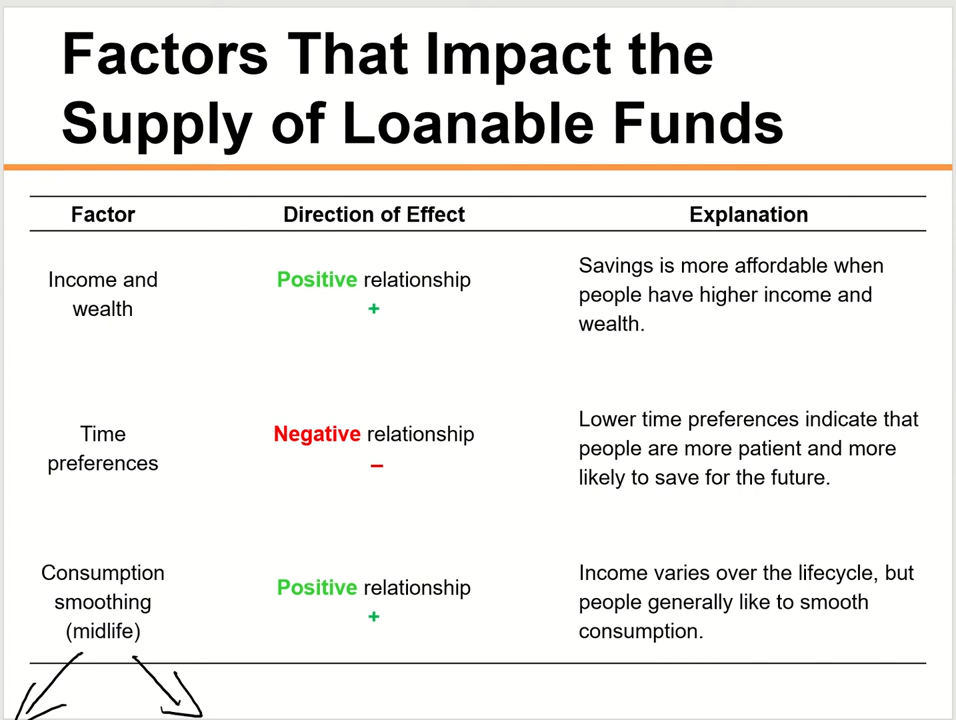 Factors That Impact the
Supply of Loanable Funds
Factor Direction of Effect Explanation
Income and
wealth
Positive relationship
+
Savings is more affordable when
people have higher income and
wealth.
Time
preferences
Negative relationship
–
Lower time preferences indicate that
people are more patient and more
likely to save for the future.
Consumption
smoothing
(midlife)
Positive relationship
+
Income varies over the lifecycle, but
people generally like to smooth
consumption.